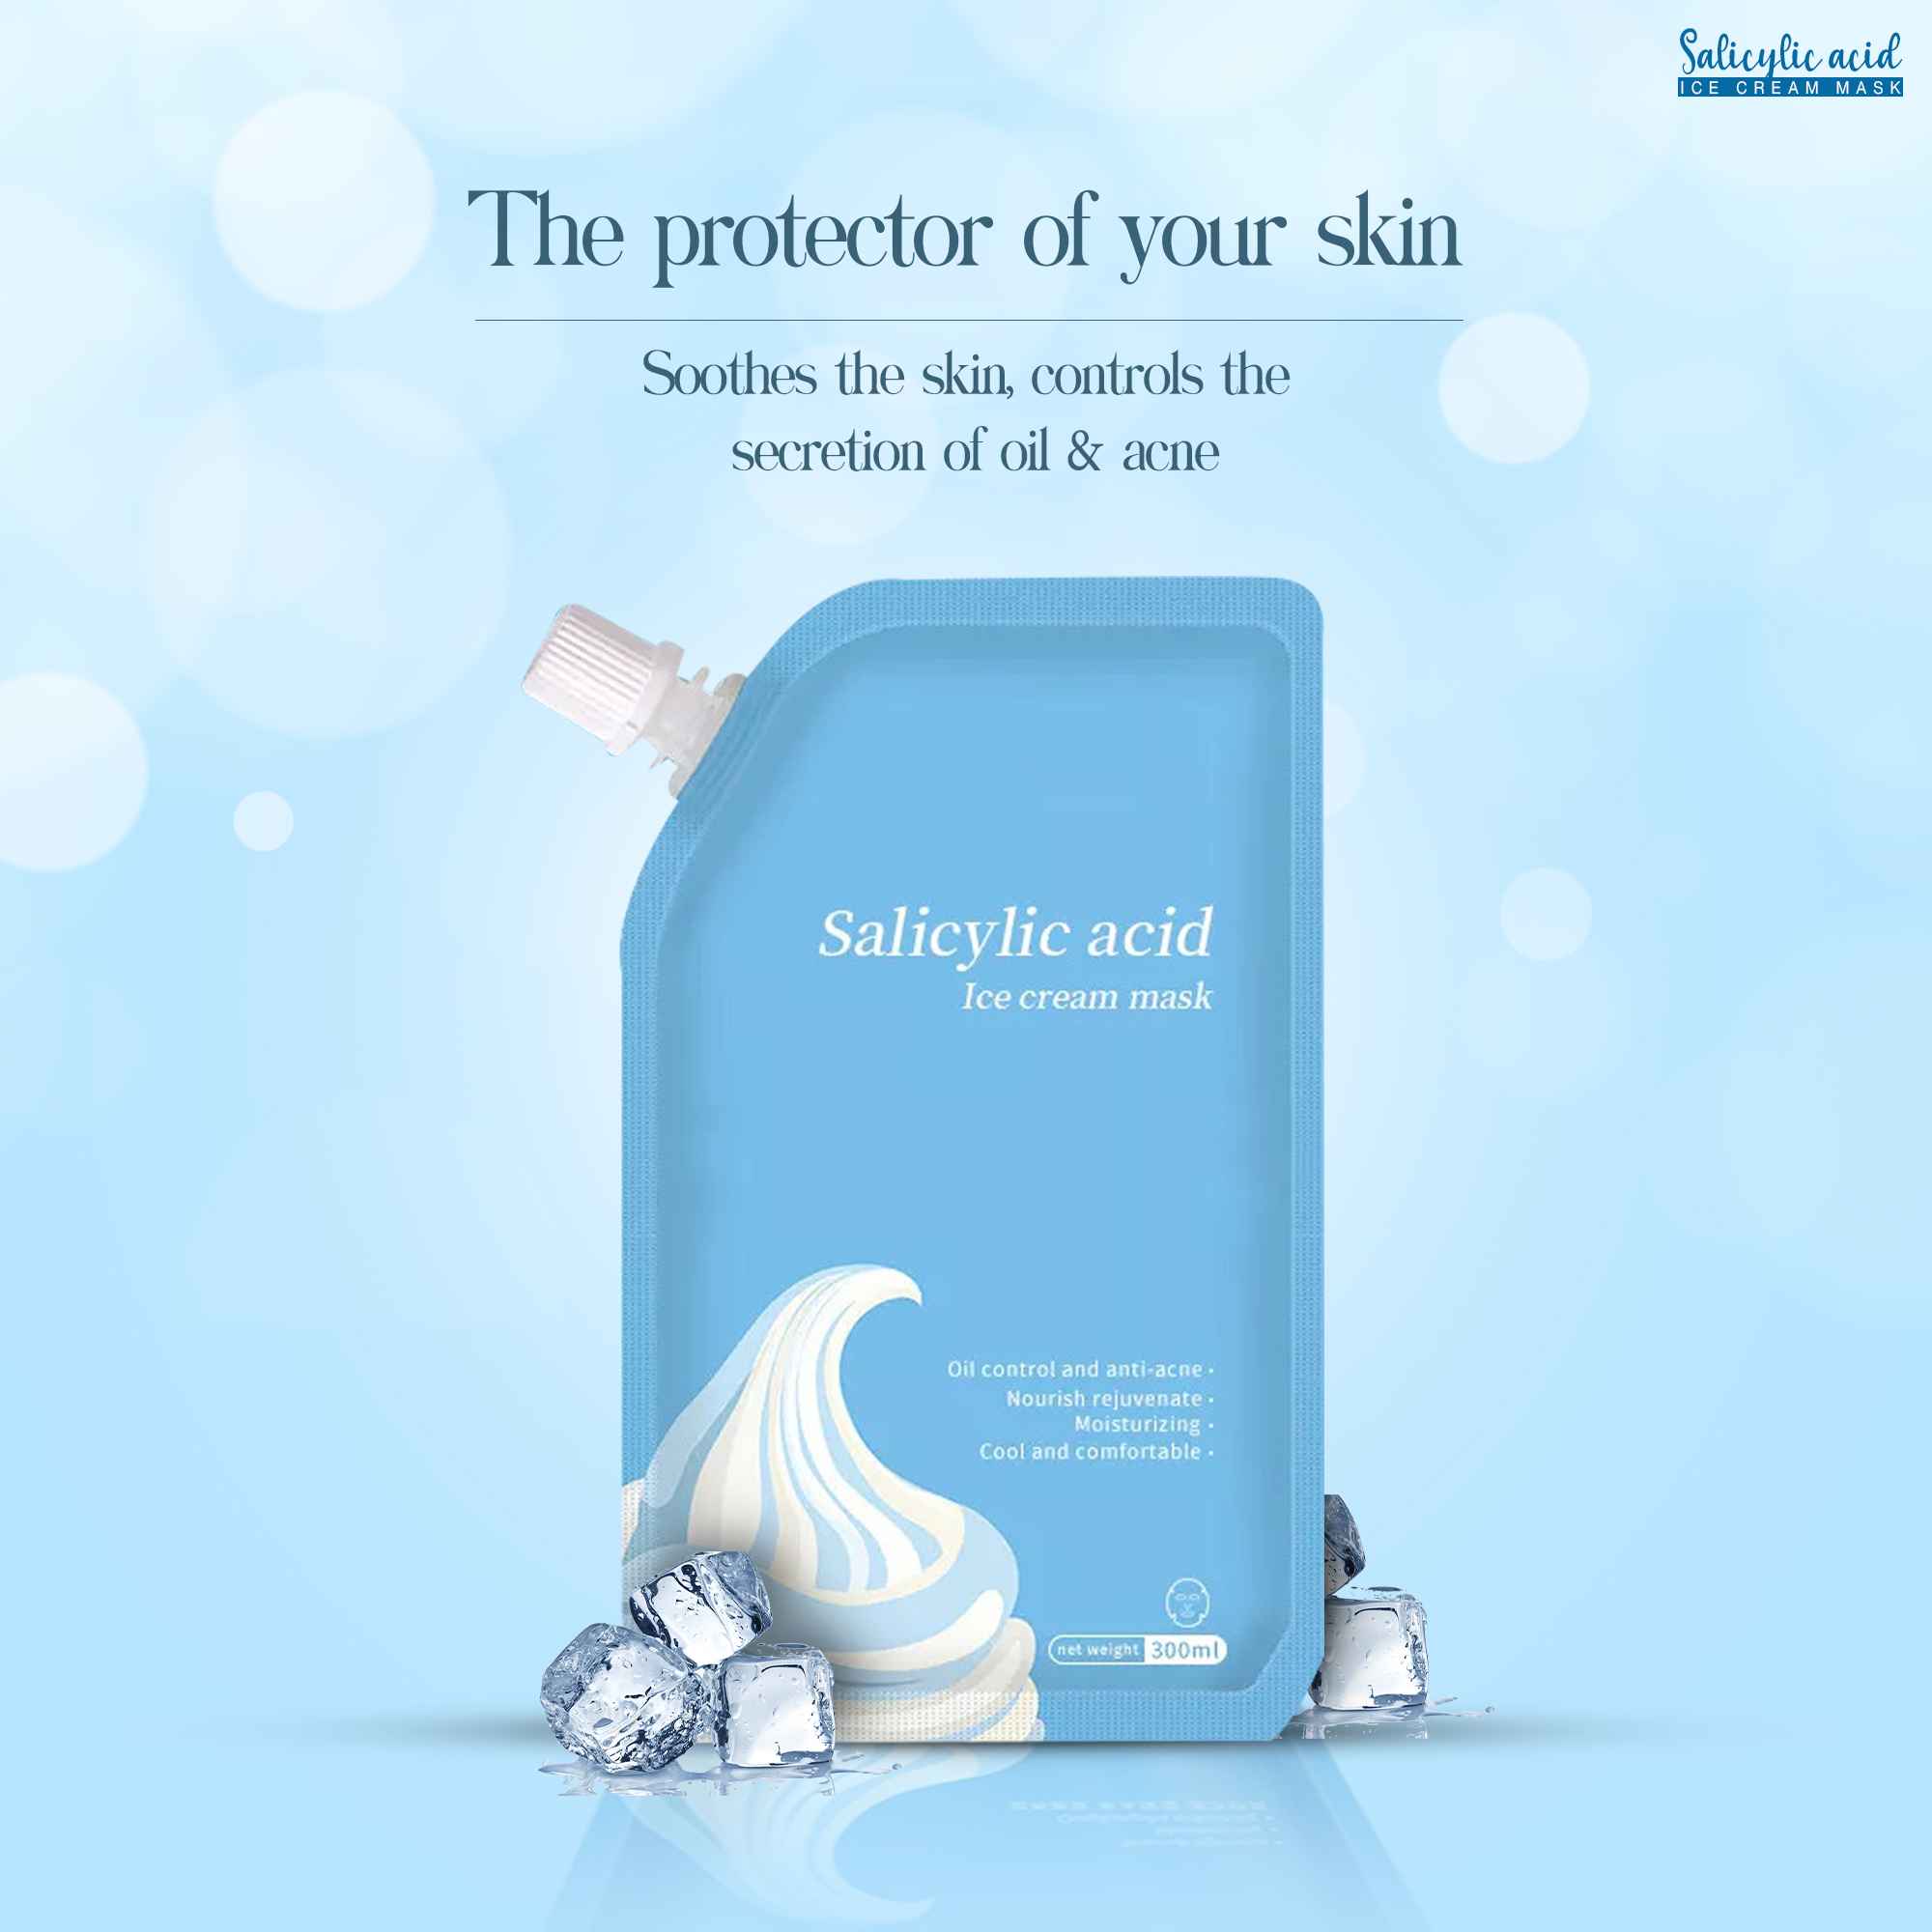 Salicylic acid
ICE CREAM MASK
The protector of your skin
Soothes the skin, controls the
secretion of oil & acne
Salicylic acid
Ice cream mask
Oil control and anti-acne •
Nourish rejuvenate •
Moisturizing •
Cool and comfortable •
net weight 300ml